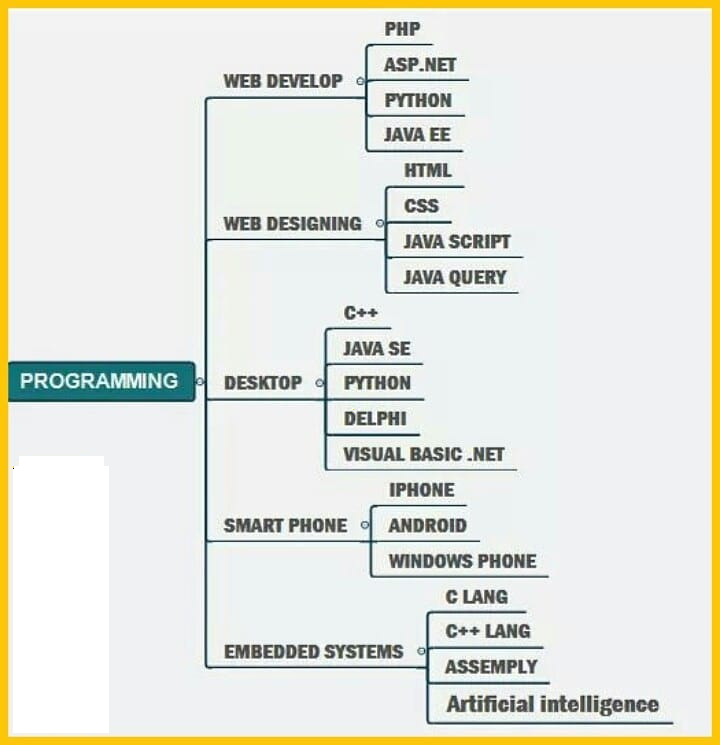 PROGRAMMING
WEB DEVELOP
PHP
ASP.NET
PYTHON
JAVA EE
WEB DESIGNING
HTML
CSS
JAVA SCRIPT
JAVA QUERY
DESKTOP
C++
JAVA SE
PYTHON
DELPHI
VISUAL BASIC .NET
SMART PHONE
IPHONE
ANDROID
WINDOWS PHONE
EMBEDDED SYSTEMS
C LANG
C++ LANG
ASSEMPLY
Artificial intelligence